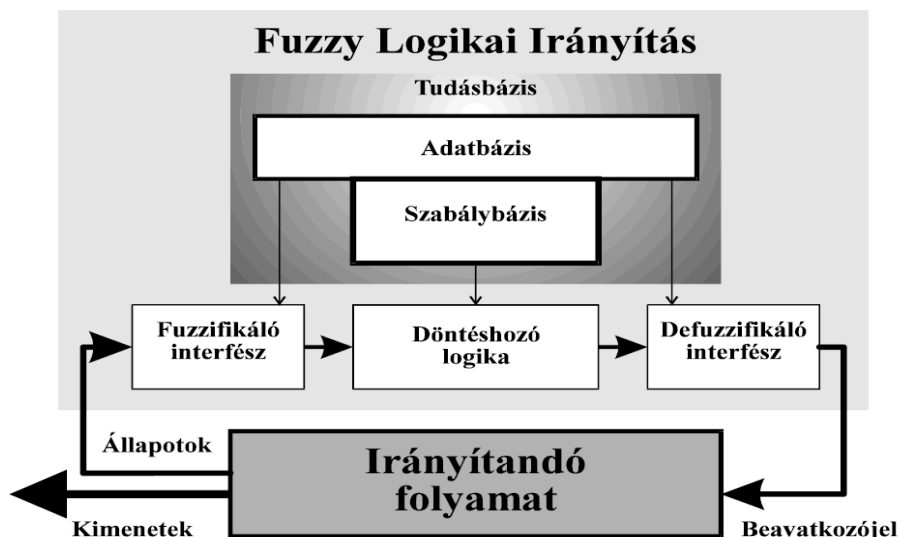 Fuzzy Logikai Irányítás
Tudásbázis
Adatbázis
Szabálybázis
Fuzzifikáló
interfész
Döntéshozó
logika
Defuzzifikáló
interfész
Állapotok
Irányítandó
folyamat
Kimenetek
Beavatkozójel